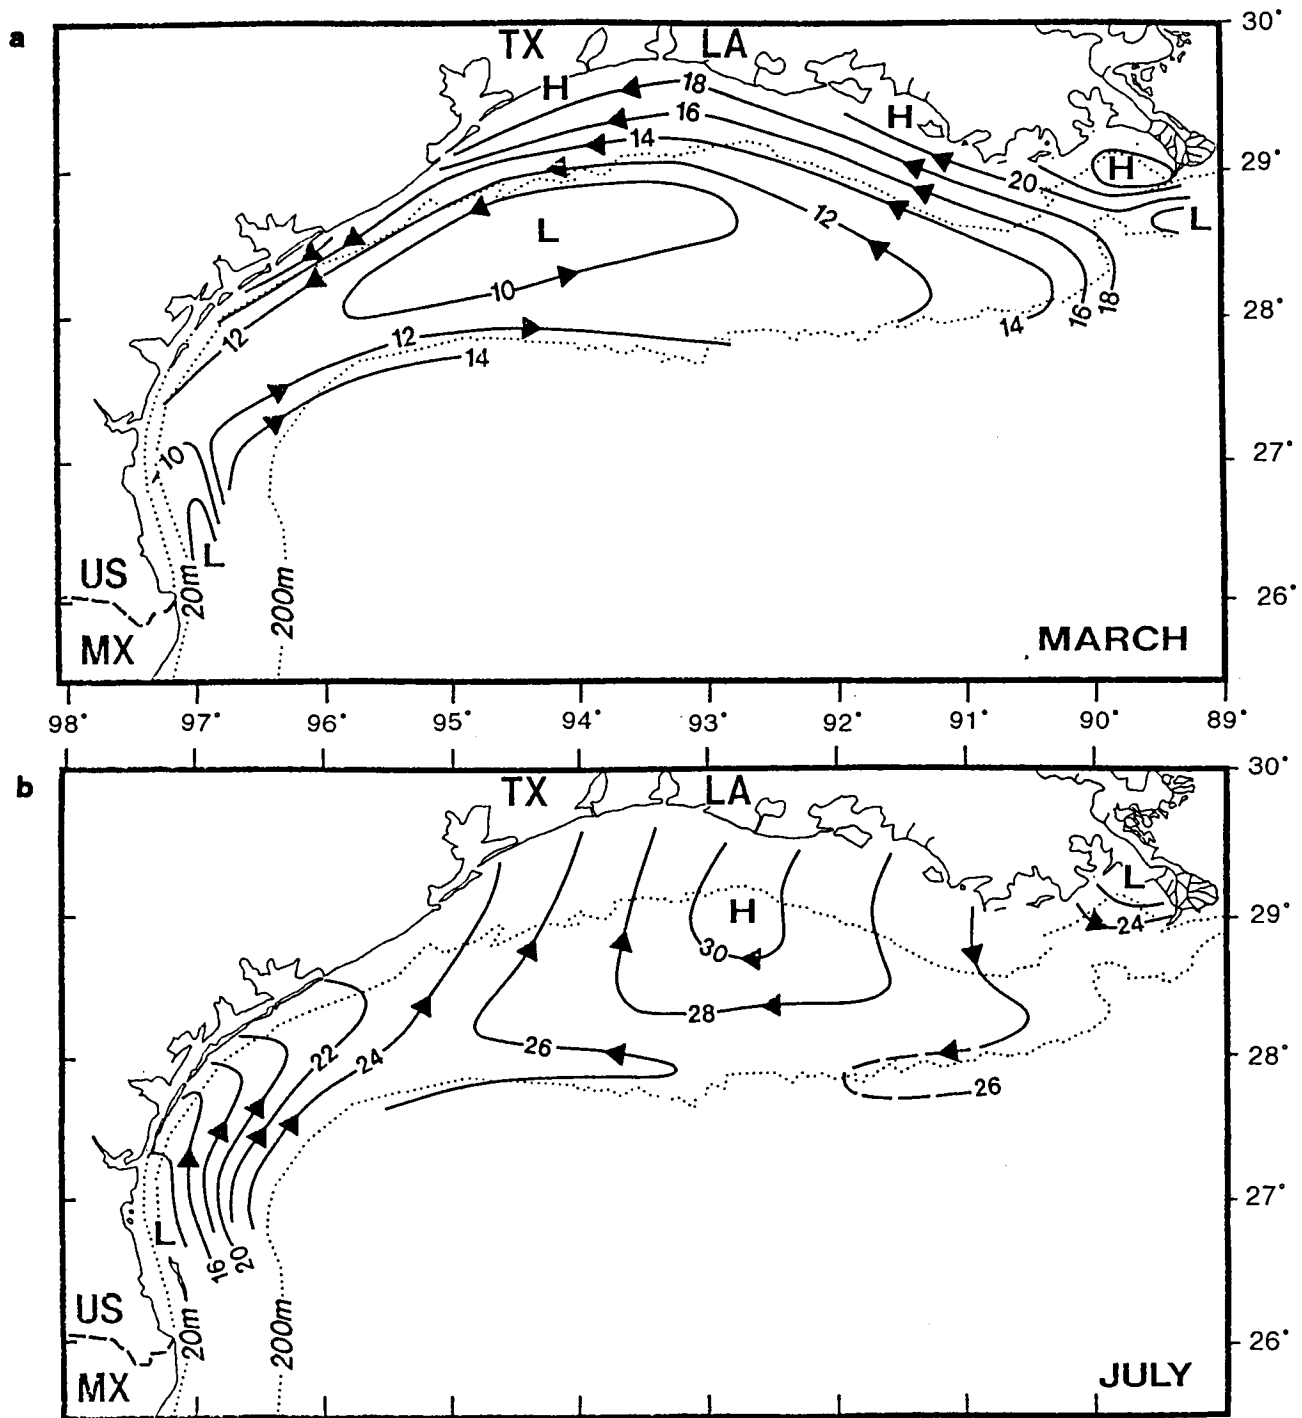 a
30°
TX LA
H 18
16 H
14
29°
20 H
12 L
L
10
28°
14 16 18
12 12
14
27°
10
L
US 20m 200m 26°
MX MARCH
98° 97° 96° 95° 94° 93° 92° 91° 90° 89°
b
30°
TX LA
L
H 29°
24
30
28
26 28°
22 24
26
27°
L
16 20
US 20m 200m 26°
MX JULY